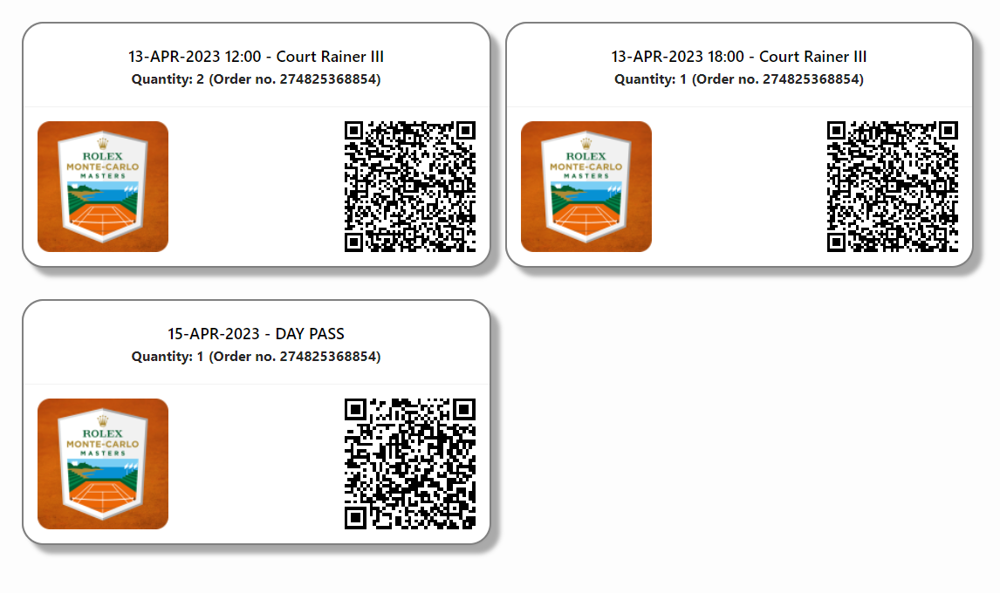 13-APR-2023 12:00 - Court Rainer III
Quantity: 2 (Order no. 274825368854)
ROLEX
MONTE-CARLO
MASTERS
13-APR-2023 18:00 - Court Rainer III
Quantity: 1 (Order no. 274825368854)
ROLEX
MONTE-CARLO
MASTERS
15-APR-2023 - DAY PASS
Quantity: 1 (Order no. 274825368854)
ROLEX
MONTE-CARLO
MASTERS